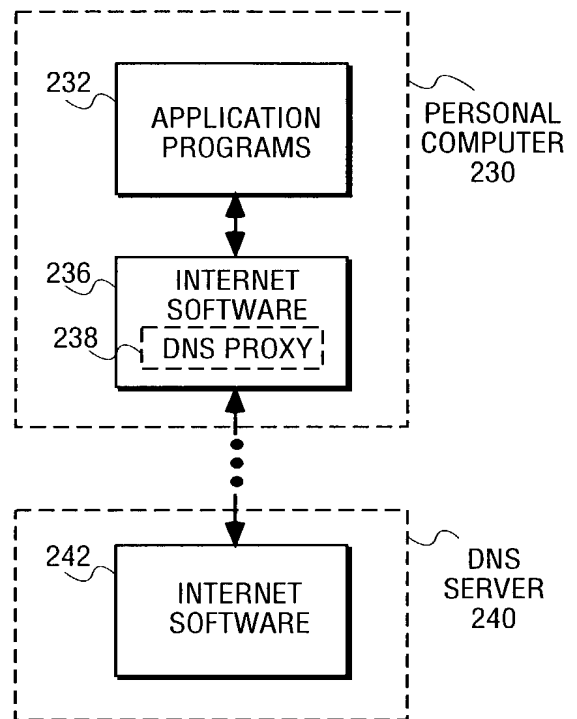 232
APPLICATION
PROGRAMS
PERSONAL
COMPUTER
230
236
INTERNET
SOFTWARE
238
DNS PROXY
242
INTERNET
SOFTWARE
DNS
SERVER
240